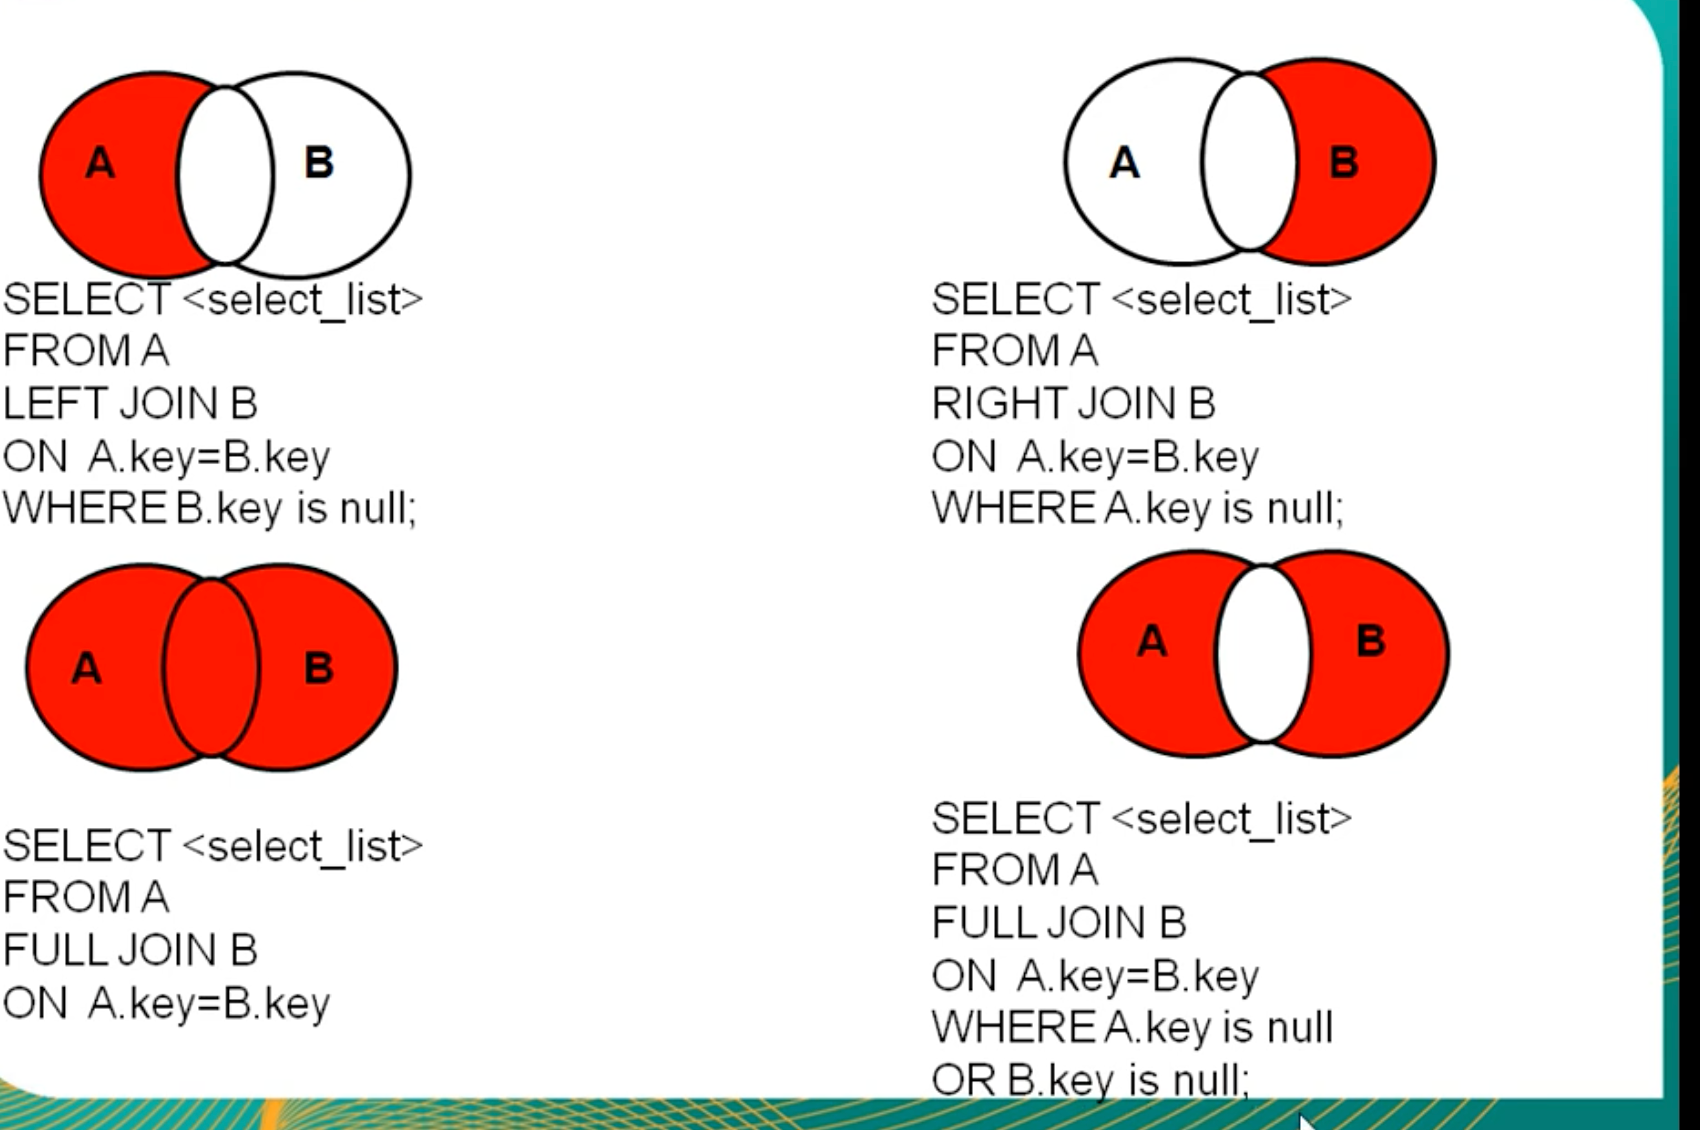 A B
SELECT <select_list>
FROM A
LEFT JOIN B
ON A.key=B.key
WHERE B.key is null;
A B
SELECT <select_list>
FROM A
RIGHT JOIN B
ON A.key=B.key
WHERE A.key is null;
A B
SELECT <select_list>
FROM A
FULL JOIN B
ON A.key=B.key
A B
SELECT <select_list>
FROM A
FULL JOIN B
ON A.key=B.key
WHERE A.key is null
OR B.key is null;